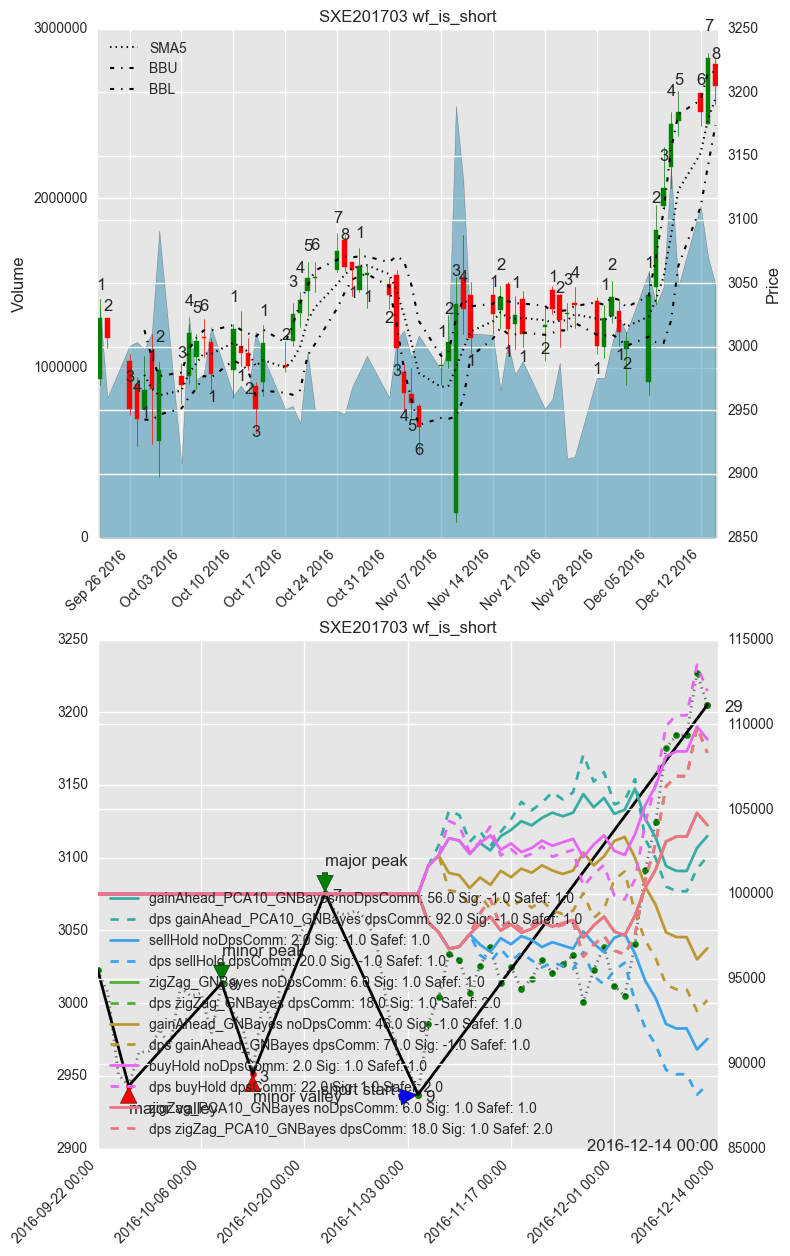 SXE201703 wf_is_short
3000000
2000000
1000000
0
Volume
SMA5
BBU
BBL
3250
3200
3150
3100
3050
3000
2950
2900
2850
Price
Sep 26 2016
Oct 03 2016
Oct 10 2016
Oct 17 2016
Oct 24 2016
Oct 31 2016
Nov 07 2016
Nov 14 2016
Nov 21 2016
Nov 28 2016
Dec 05 2016
Dec 12 2016
SXE201703 wf_is_short
3250
3200
3150
3100
3050
3000
2950
2900
115000
110000
105000
100000
95000
90000
85000
29
major peak
7
gainAhead_PCA10_GNBayes noDpsComm: 56.0 Sig: -1.0 Safef: 1.0
dps gainAhead_PCA10_GNBayes dpsComm: 92.0 Sig: -1.0 Safef: 1.0
sellHold noDpsComm: 2.0 Sig: -1.0 Safef: 1.0
minor peak
dps sellHold dpsComm: 20.0 Sig: -1.0 Safef: 1.0
zigZag_GNBayes noDpsComm: 6.0 Sig: 1.0 Safef: 1.0
8
dps zigZag_GNBayes dpsComm: 18.0 Sig: 1.0 Safef: 2.0
gainAhead_GNBayes noDpsComm: 46.0 Sig: -1.0 Safef: 1.0
dps gainAhead_GNBayes dpsComm: 71.0 Sig: -1.0 Safef: 1.0
buyHold noDpsComm: 2.0 Sig: 1.0 Safef: 1.0
3
dps buyHold dpsComm: 22.0 Sig: 1.0 Safef: 2.0
short start
9
minor valley
major valley
zigZag_PCA10_GNBayes noDpsComm: 6.0 Sig: 1.0 Safef: 1.0
dps zigZag_PCA10_GNBayes dpsComm: 18.0 Sig: 1.0 Safef: 2.0
2016-12-14 00:00
2016-09-22 00:00
2016-10-06 00:00
2016-10-20 00:00
2016-11-03 00:00
2016-11-17 00:00
2016-12-01 00:00
2016-12-14 00:00